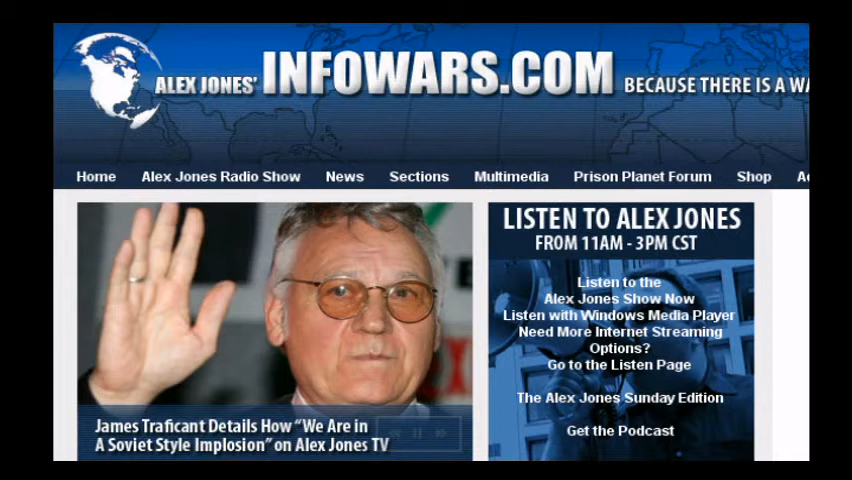 ALEX JONES' INFOWARS.COM BECAUSE THERE IS A WA
Home Alex Jones Radio Show News Sections Multimedia Prison Planet Forum Shop A
LISTEN TO ALEX JONES
FROM 11AM - 3PM CST
Listen to the
Alex Jones Show Now
Listen with Windows Media Player
Need More Internet Streaming
Options?
Go to the Listen Page
The Alex Jones Sunday Edition
Get the Podcast
James Traficant Details How “We Are in
A Soviet Style Implosion” on Alex Jones TV